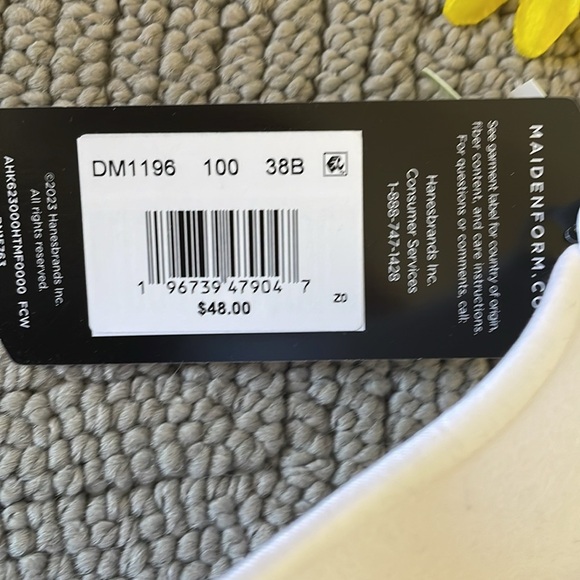 DM1196 100 38B
1 96739 47904 7
$48.00
Z0
MAIDENFORM.CO
See garment label for country of origin,
fiber content, and care instructions.
For questions or comments, call:
Hanesbrands Inc.
Consumer Services
1-888-747-1428
©2023 Hanesbrands Inc.
All rights reserved.
AHK623000HTMF0000 FCW